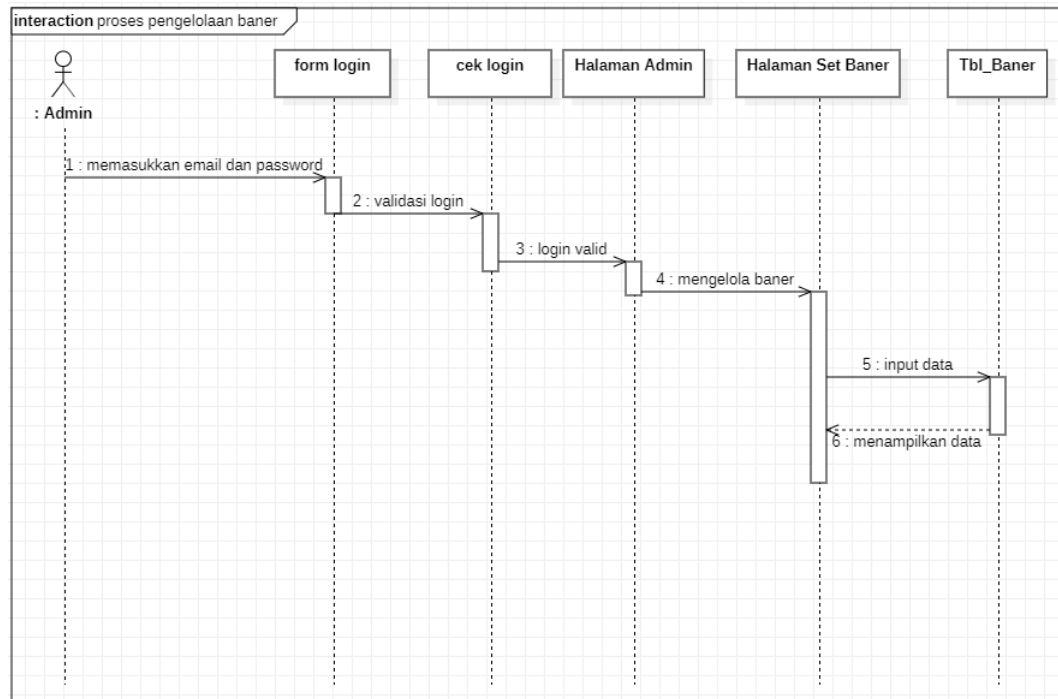 interaction proses pengelolaan baner
form login
cek login
Halaman Admin
Halaman Set Baner
Tbl_Baner
: Admin
1 : memasukkan email dan password
2 : validasi login
3 : login valid
4 : mengelola baner
5 : input data
6 : menampilkan data